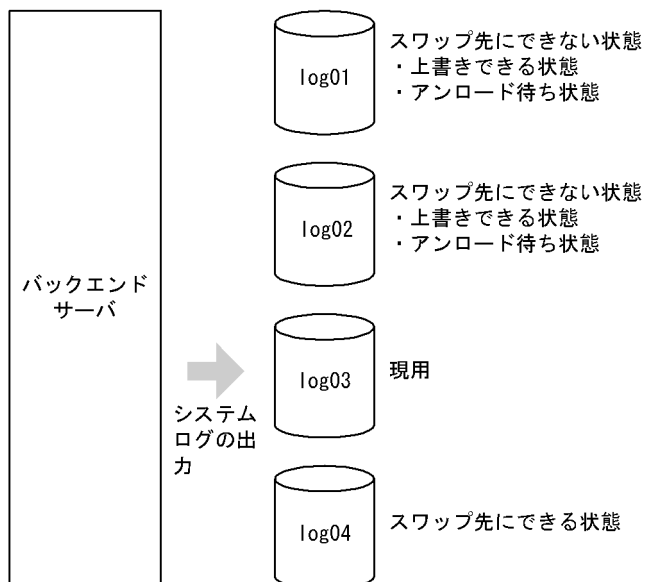 log01
スワップ先にできない状態
・上書きできる状態
・アンロード待ち状態
log02
スワップ先にできない状態
・上書きできる状態
・アンロード待ち状態
バックエンド
サーバ
システム
ログの出
力
log03
現用
log04
スワップ先にできる状態